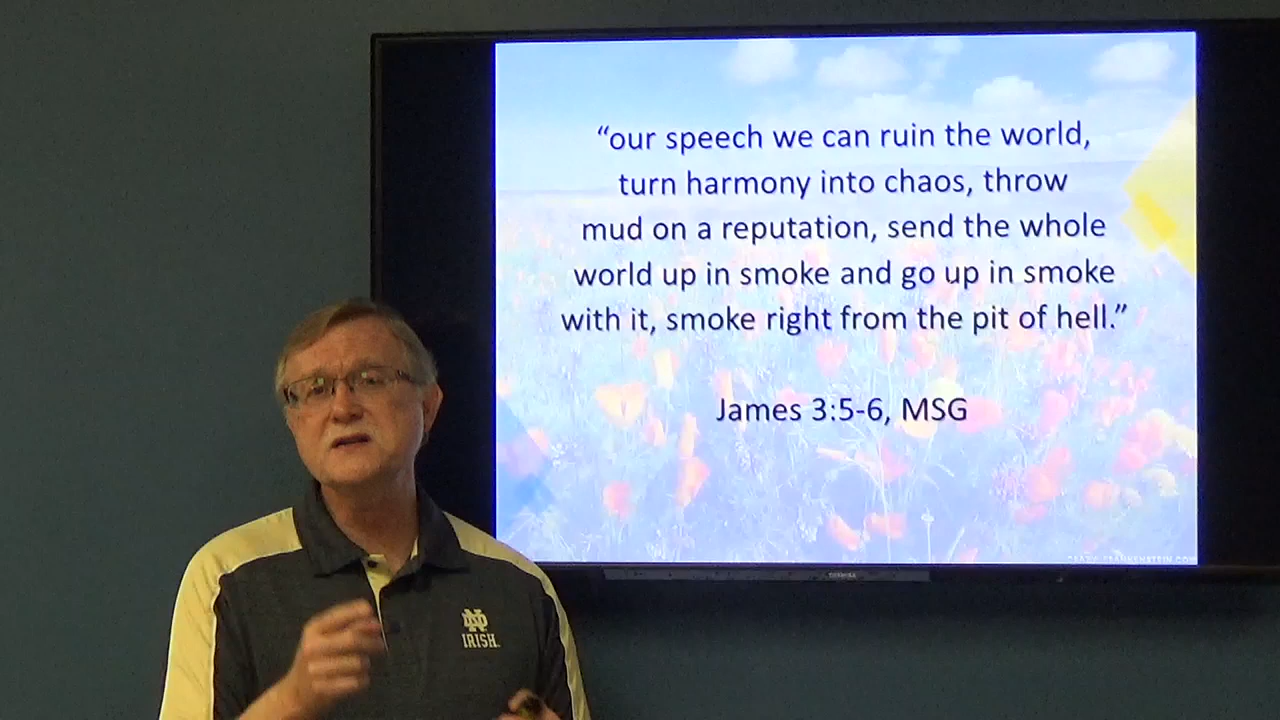 “our speech we can ruin the world,
turn harmony into chaos, throw
mud on a reputation, send the whole
world up in smoke and go up in smoke
with it, smoke right from the pit of hell.”
James 3:5-6, MSG
TOSHIBA
ND
IRISH